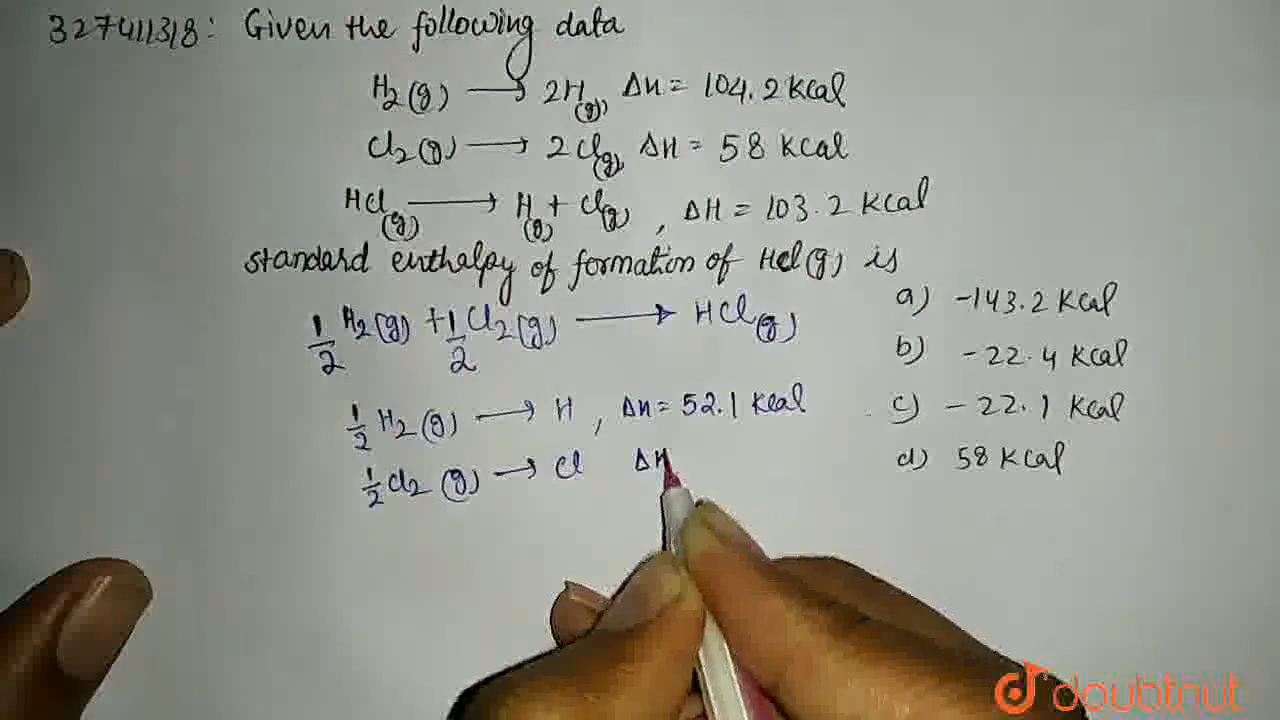 327411318: Given the following data
H₂(g) ⟶ 2H(g), ΔH = 104.2 Kcal
Cl₂(g) ⟶ 2Cl(g), ΔH = 58 Kcal
HCl(g) ⟶ H(g) + Cl(g), ΔH = 103.2 Kcal
standard enthalpy of formation of HCl(g) is
a) -143.2 Kcal
b) -22.4 Kcal
c) -22.1 Kcal
d) 58 Kcal
1/2 H₂(g) + 1/2 Cl₂(g) ⟶ HCl(g)
1/2 H₂(g) ⟶ H, ΔH = 52.1 Kcal
1/2 Cl₂(g) → Cl ΔH
doubtnut